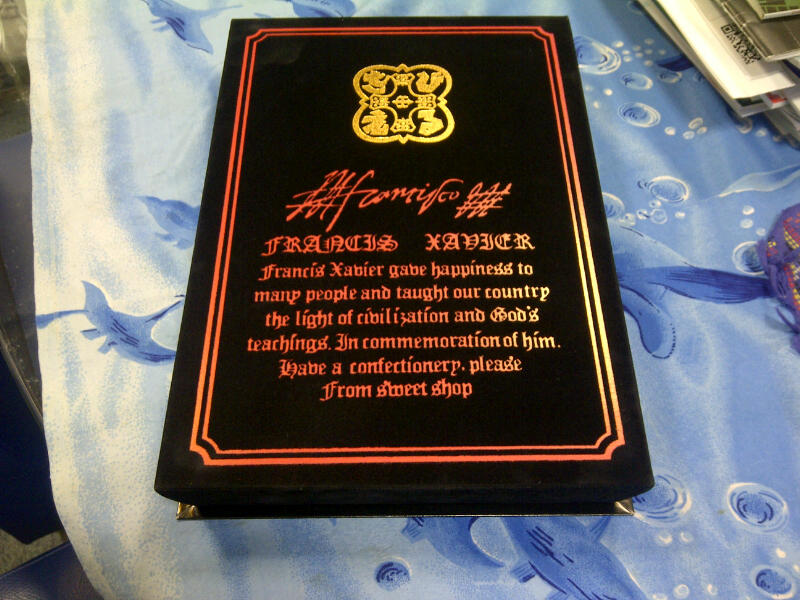 Francisco
FRANCIS XAVIER
Francis Xavier gave happiness to
many people and taught our country
the light of civilization and God's
teachings. In commemoration of him.
Have a confectionery, please
From sweet shop